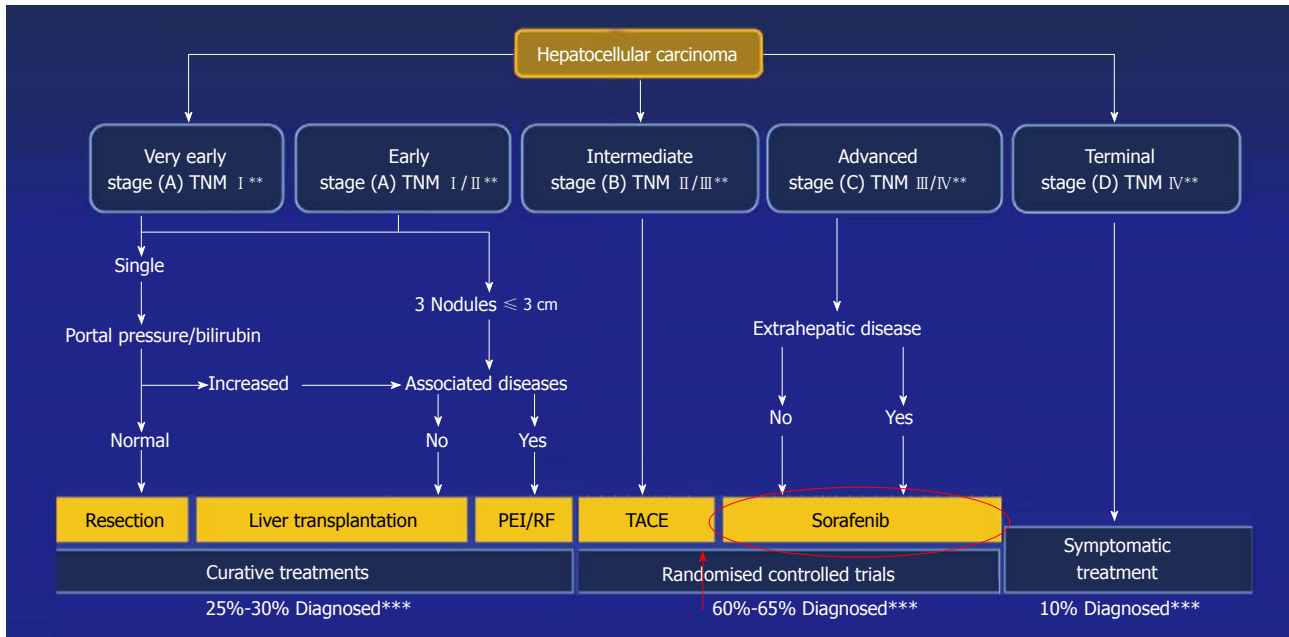 Hepatocellular carcinoma
Very early
stage (A) TNM Ⅰ**
Early
stage (A) TNM Ⅰ/Ⅱ**
Intermediate
stage (B) TNM Ⅱ/Ⅲ**
Advanced
stage (C) TNM Ⅲ/Ⅳ**
Terminal
stage (D) TNM Ⅳ**
Single
3 Nodules ≤ 3 cm
Portal pressure/bilirubin
Extrahepatic disease
Increased
Associated diseases
Normal
No
Yes
No
Yes
Resection
Liver transplantation
PEI/RF
TACE
Sorafenib
Curative treatments
Randomised controlled trials
Symptomatic
treatment
25%-30% Diagnosed***
60%-65% Diagnosed***
10% Diagnosed***